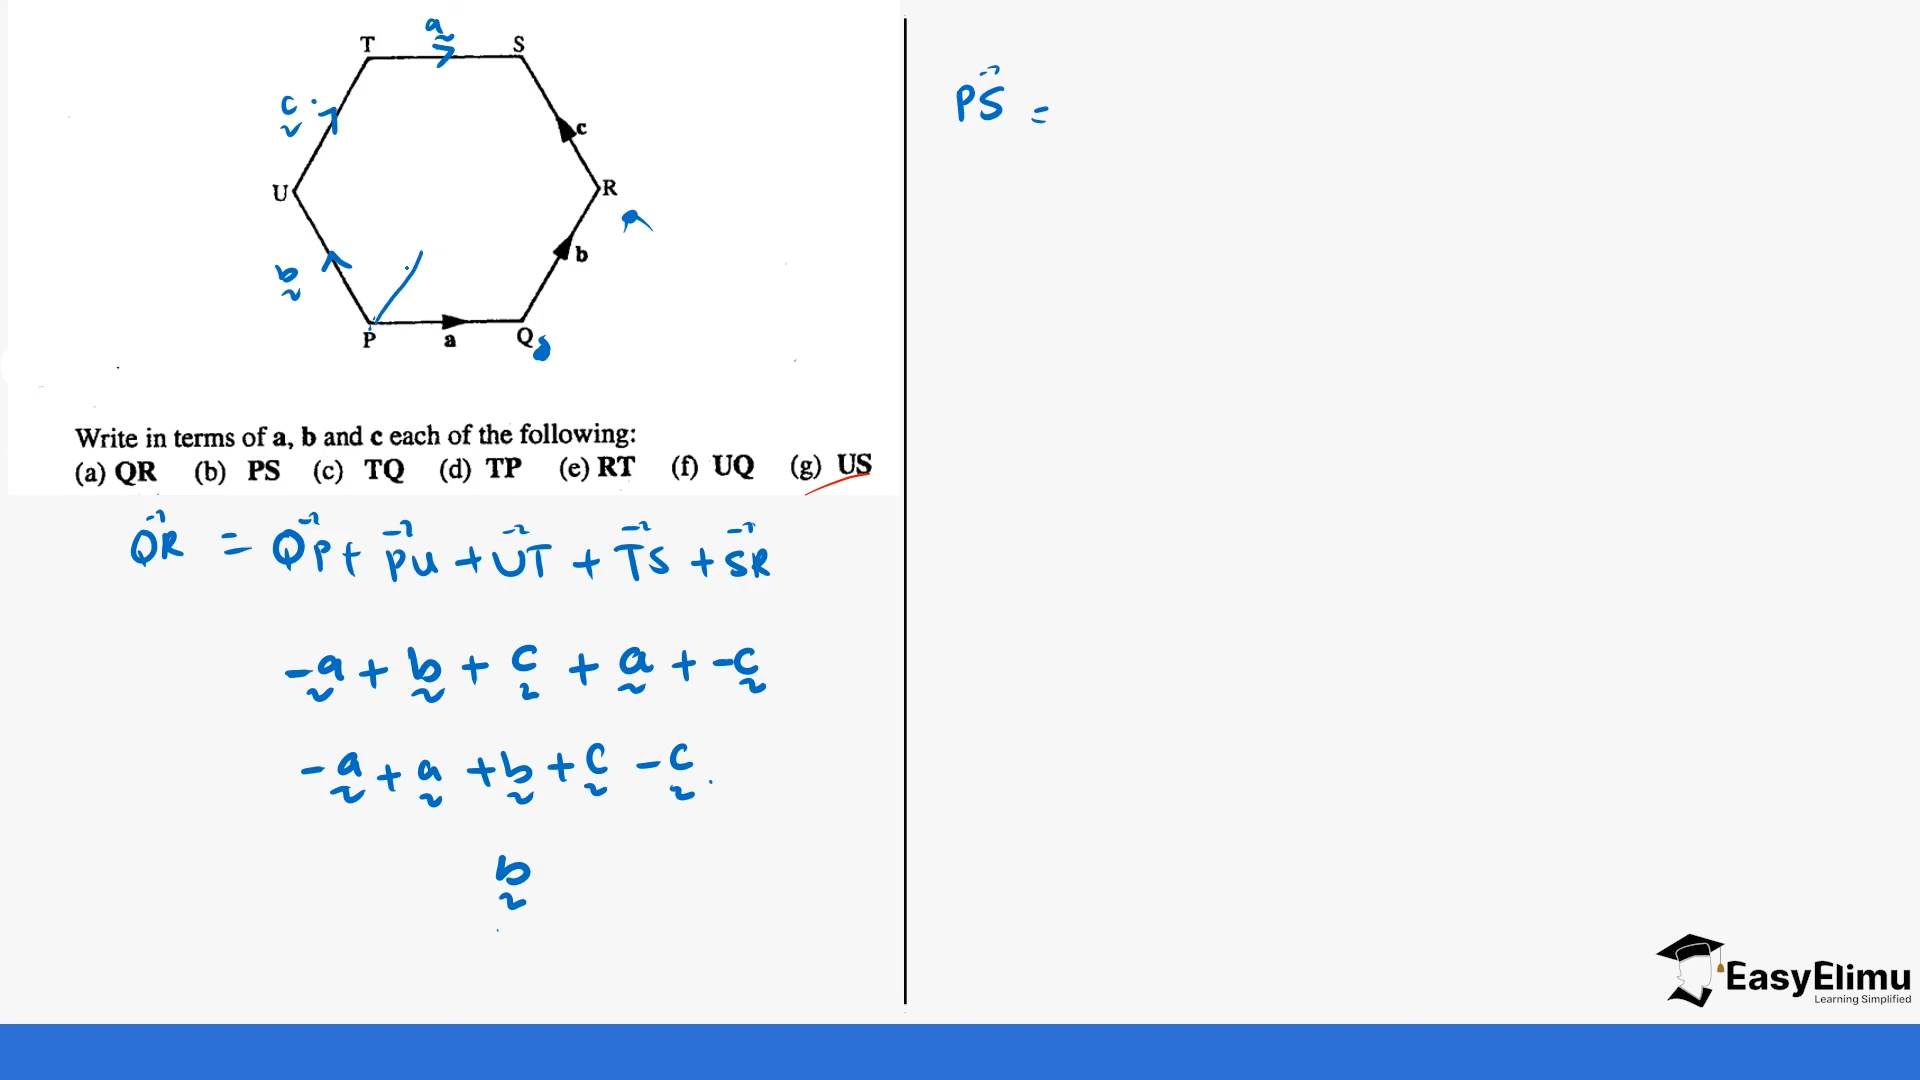 a
T S
c c
U R
b b
P a Q
Write in terms of a, b and c each of the following:
(a) QR (b) PS (c) TQ (d) TP (e) RT (f) UQ (g) US
QR = QP + PU + UT + TS + SR
-a + b + c + a + -c
-a + a + b + c - c
b
PS =
EasyElimu
Learning Simplified